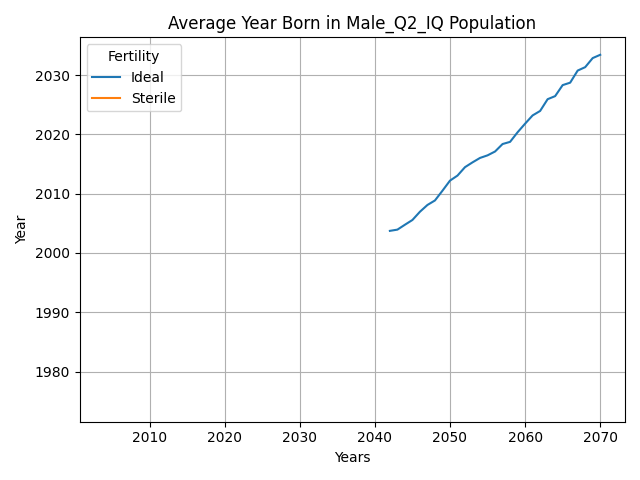 Average Year Born in Male_Q2_IQ Population
Fertility
Ideal
Sterile
2030
2020
2010
2000
1990
1980
Year
2010 2020 2030 2040 2050 2060 2070
Years